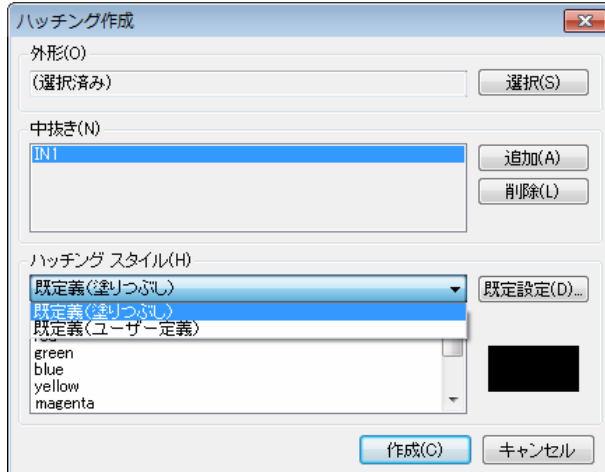 ハッチング作成
外形(O)
(選択済み)
選択(S)
中抜き(N)
IN1
追加(A)
削除(L)
ハッチング スタイル(H)
既定義(塗りつぶし)
既定設定(D)...
既定義(塗りつぶし)
既定義(ユーザー定義)
green
blue
yellow
magenta
作成(C)
キャンセル